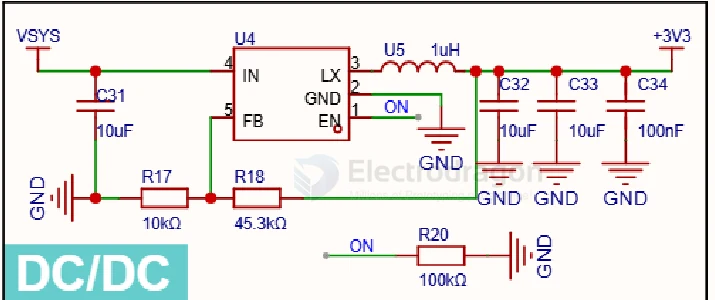 VSYS
U4
U5
1uH
+3V3
4
IN
LX
3
C31
GND
2
C32
C33
C34
5
FB
EN
1
ON
10uF
10uF
10uF
100nF
GND
GND
GND
GND
GND
R17
R18
Electrodragon
10kΩ
45.3kΩ
ON
R20
100kΩ
GND
DC/DC